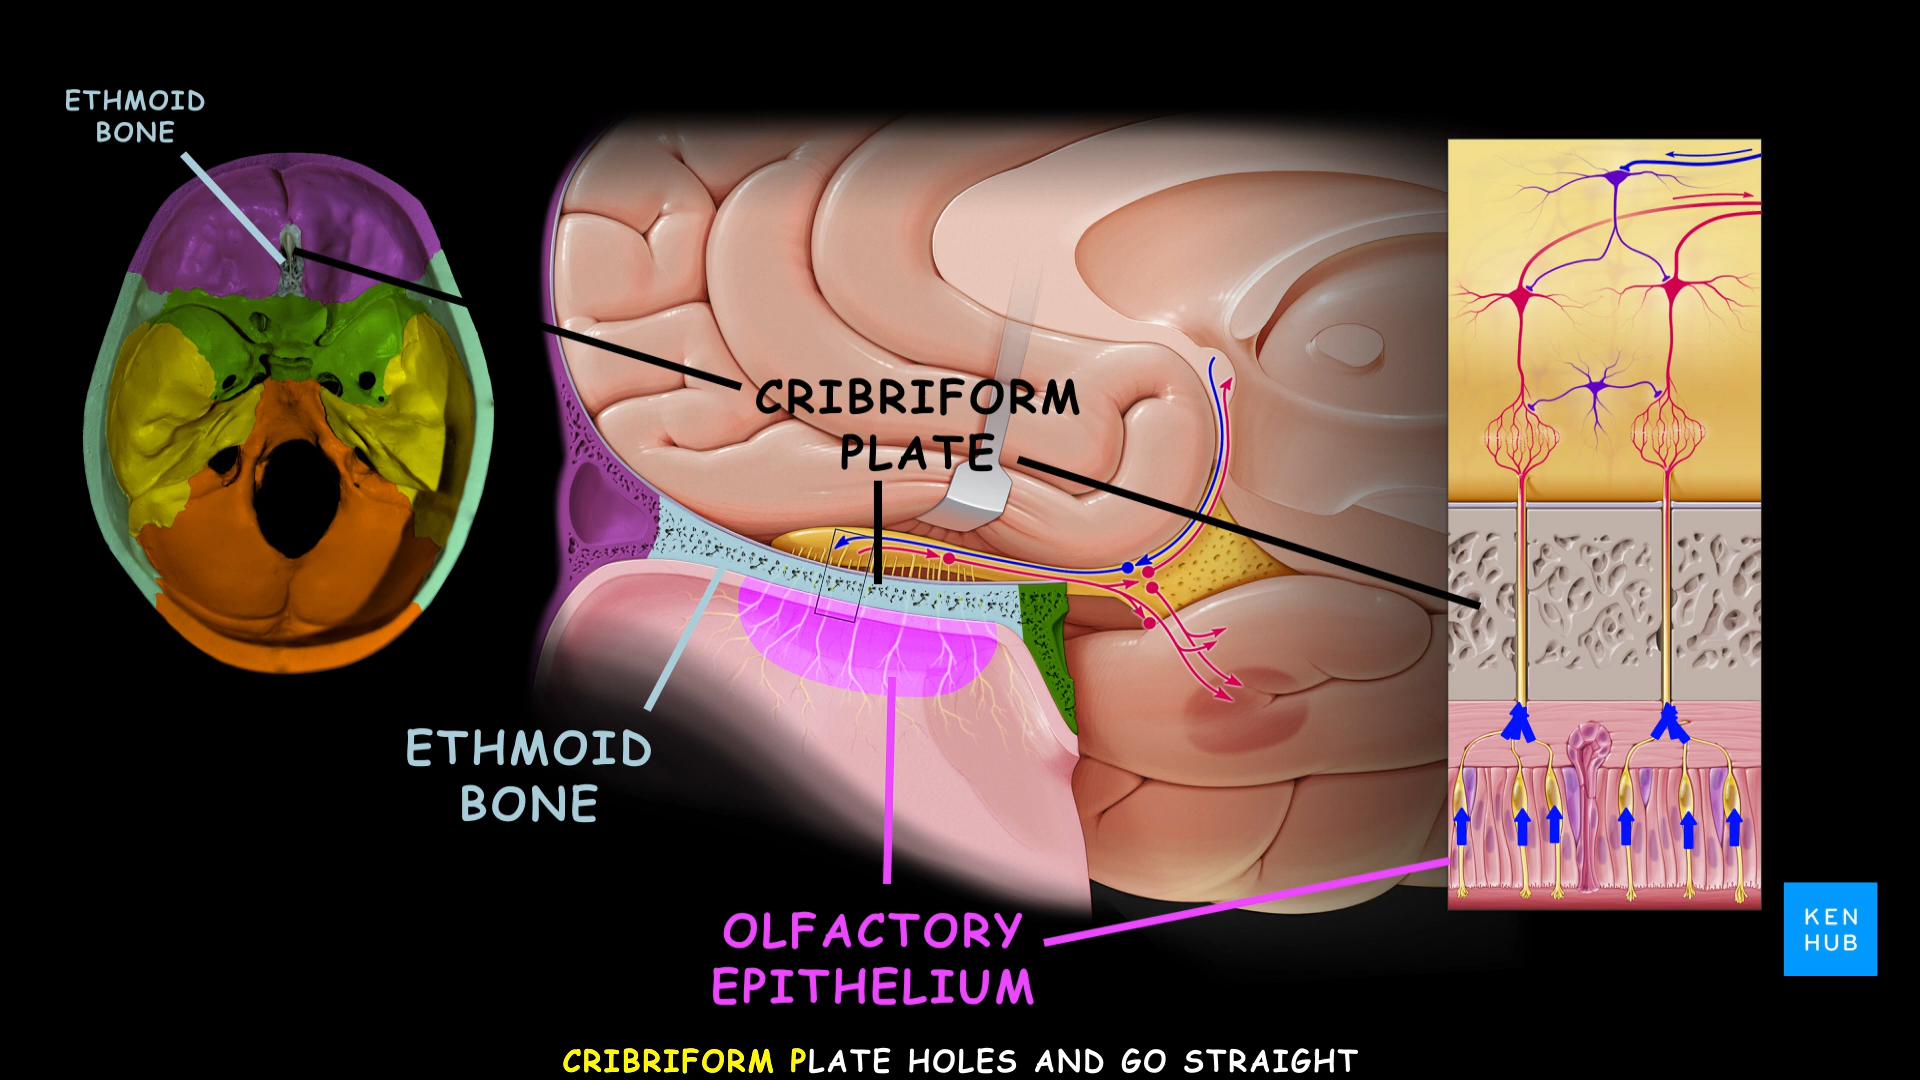 ETHMOID
BONE
CRIBRIFORM
PLATE
ETHMOID
BONE
OLFACTORY
EPITHELIUM
KEN
HUB
CRIBRIFORM PLATE HOLES AND GO STRAIGHT